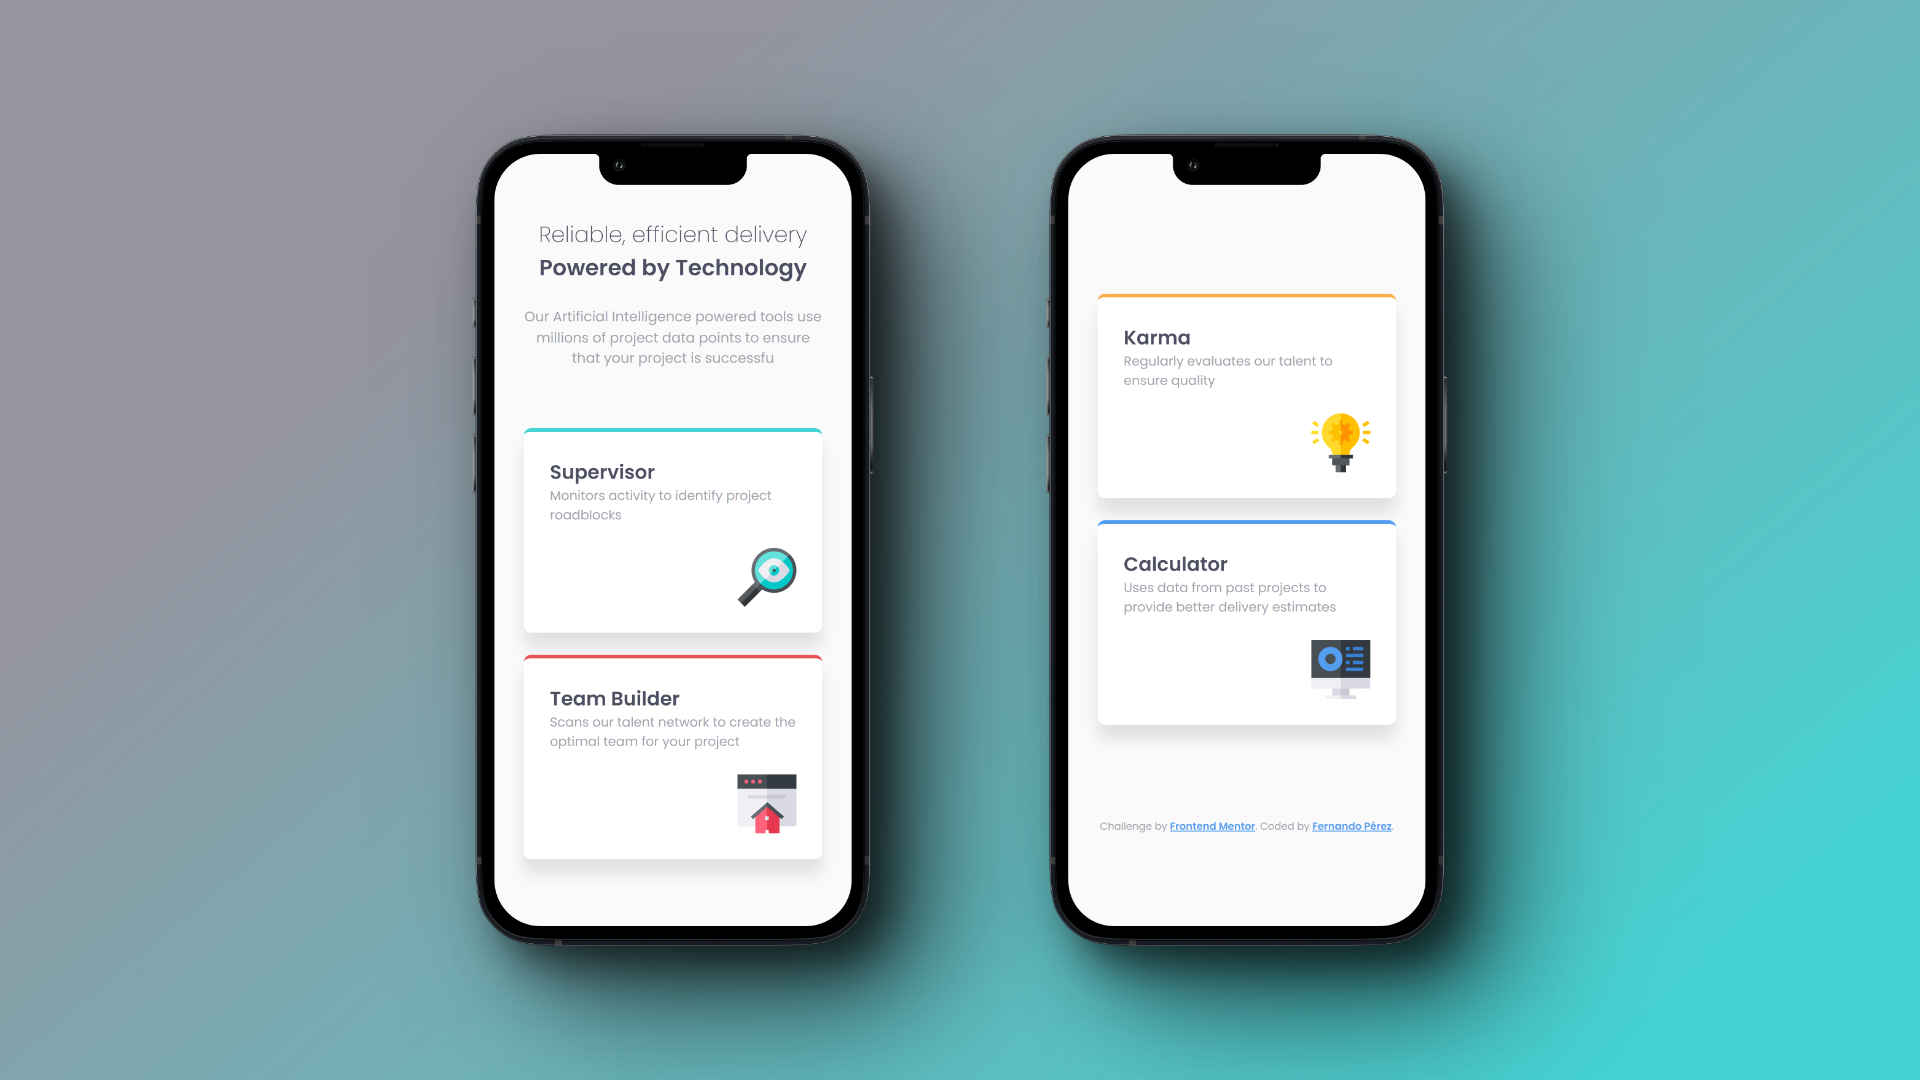 Reliable, efficient delivery
Powered by Technology
Our Artificial Intelligence powered tools use
millions of project data points to ensure
that your project is successfu
Supervisor
Monitors activity to identify project
roadblocks
Team Builder
Scans our talent network to create the
optimal team for your project
Karma
Regularly evaluates our talent to
ensure quality
Calculator
Uses data from past projects to
provide better delivery estimates
Challenge by Frontend Mentor. Coded by Fernando Pérez.